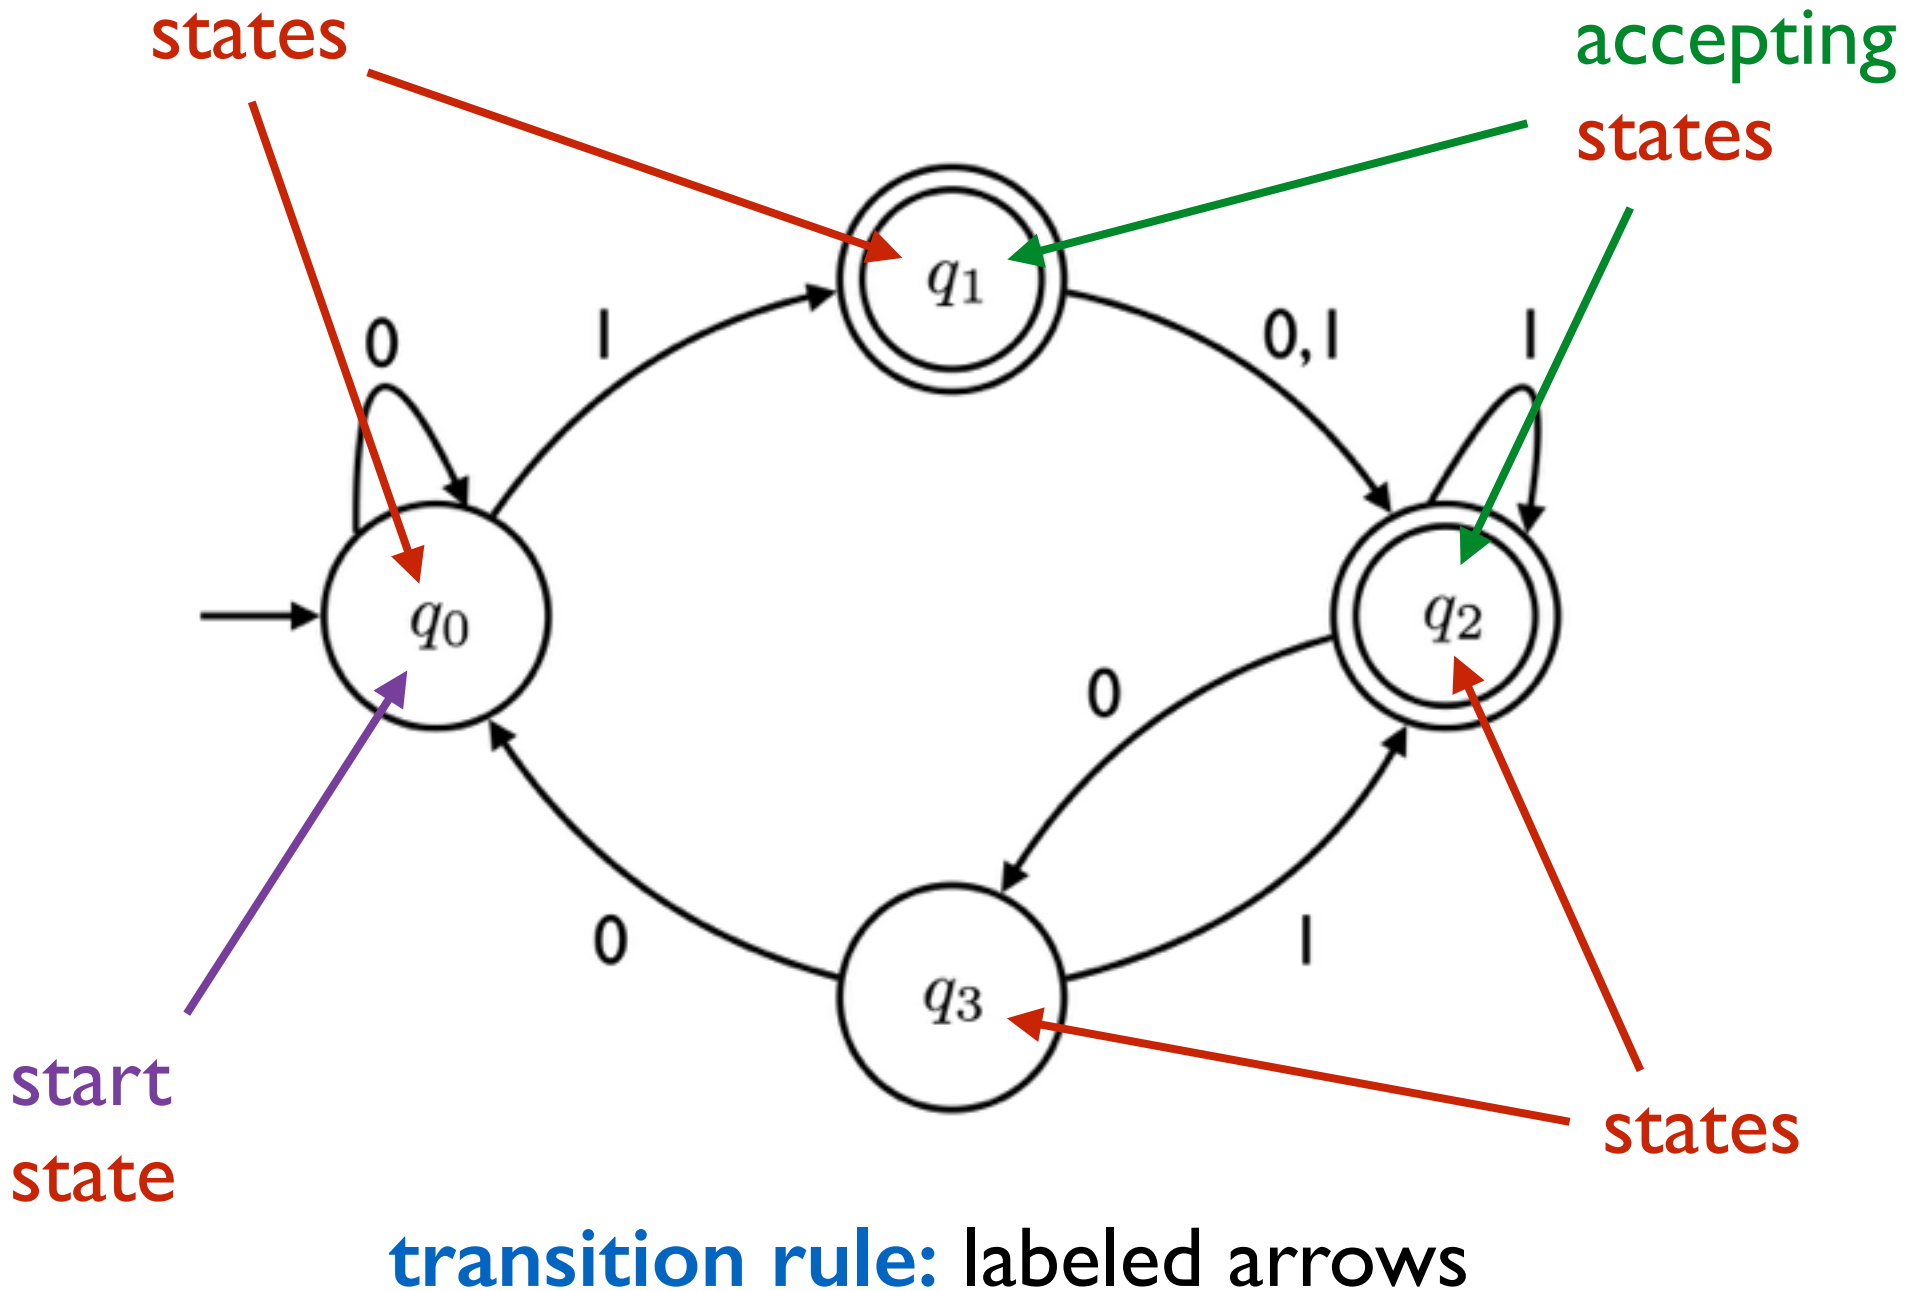 states
accepting
states
q₁
0
1
0,1
1
q₀
q₂
0
0
1
q₃
start
state
states
transition rule: labeled arrows